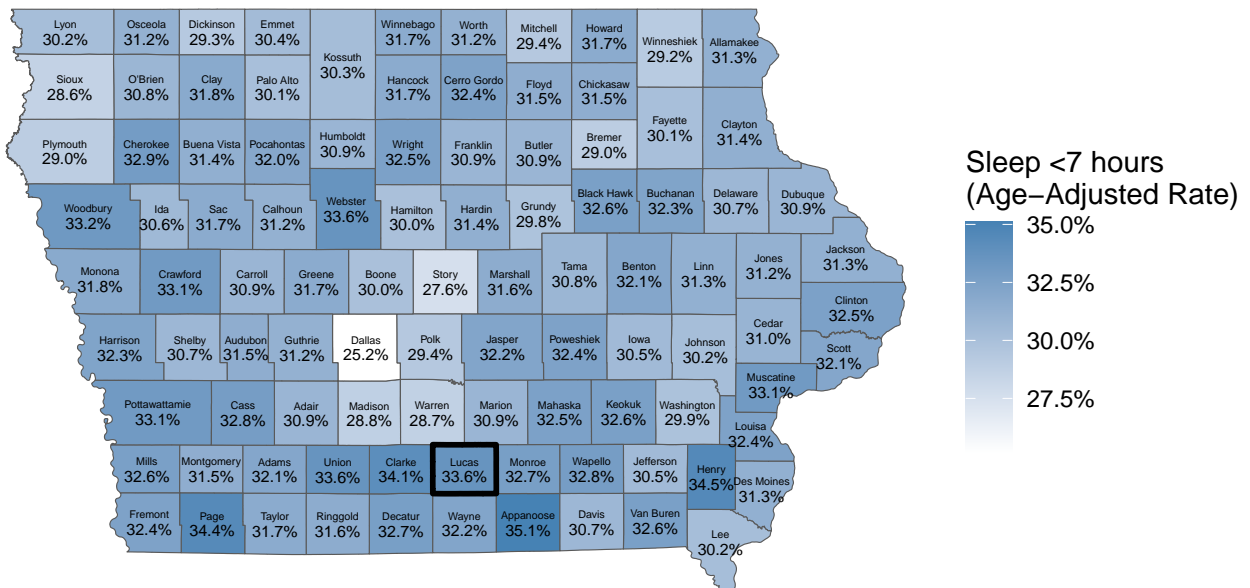 Lyon
30.2%
Osceola
31.2%
Dickinson
29.3%
Emmet
30.4%
Kossuth
30.3%
Winnebago
31.7%
Worth
31.2%
Mitchell
29.4%
Howard
31.7%
Winneshiek
29.2%
Allamakee
31.3%
Sioux
28.6%
O'Brien
30.8%
Clay
31.8%
Palo Alto
30.1%
Hancock
31.7%
Cerro Gordo
32.4%
Floyd
31.5%
Chickasaw
31.5%
Fayette
30.1%
Clayton
31.4%
Plymouth
29.0%
Cherokee
32.9%
Buena Vista
31.4%
Pocahontas
32.0%
Humboldt
30.9%
Wright
32.5%
Franklin
30.9%
Butler
30.9%
Bremer
29.0%
Woodbury
33.2%
Ida
30.6%
Sac
31.7%
Calhoun
31.2%
Webster
33.6%
Hamilton
30.0%
Hardin
31.4%
Grundy
29.8%
Black Hawk
32.6%
Buchanan
32.3%
Delaware
30.7%
Dubuque
30.9%
Monona
31.8%
Crawford
33.1%
Carroll
30.9%
Greene
31.7%
Boone
30.0%
Story
27.6%
Marshall
31.6%
Tama
30.8%
Benton
32.1%
Linn
31.3%
Jones
31.2%
Jackson
31.3%
Clinton
32.5%
Harrison
32.3%
Shelby
30.7%
Audubon
31.5%
Guthrie
31.2%
Dallas
25.2%
Polk
29.4%
Jasper
32.2%
Poweshiek
32.4%
Iowa
30.5%
Johnson
30.2%
Cedar
31.0%
Scott
32.1%
Muscatine
33.1%
Pottawattamie
33.1%
Cass
32.8%
Adair
30.9%
Madison
28.8%
Warren
28.7%
Marion
30.9%
Mahaska
32.5%
Keokuk
32.6%
Washington
29.9%
Louisa
32.4%
Mills
32.6%
Montgomery
31.5%
Adams
32.1%
Union
33.6%
Clarke
34.1%
Lucas
33.6%
Monroe
32.7%
Wapello
32.8%
Jefferson
30.5%
Henry
34.5%
Des Moines
31.3%
Fremont
32.4%
Page
34.4%
Taylor
31.7%
Ringgold
31.6%
Decatur
32.7%
Wayne
32.2%
Appanoose
35.1%
Davis
30.7%
Van Buren
32.6%
Lee
30.2%
Sleep <7 hours
(Age−Adjusted Rate)
35.0%
32.5%
30.0%
27.5%